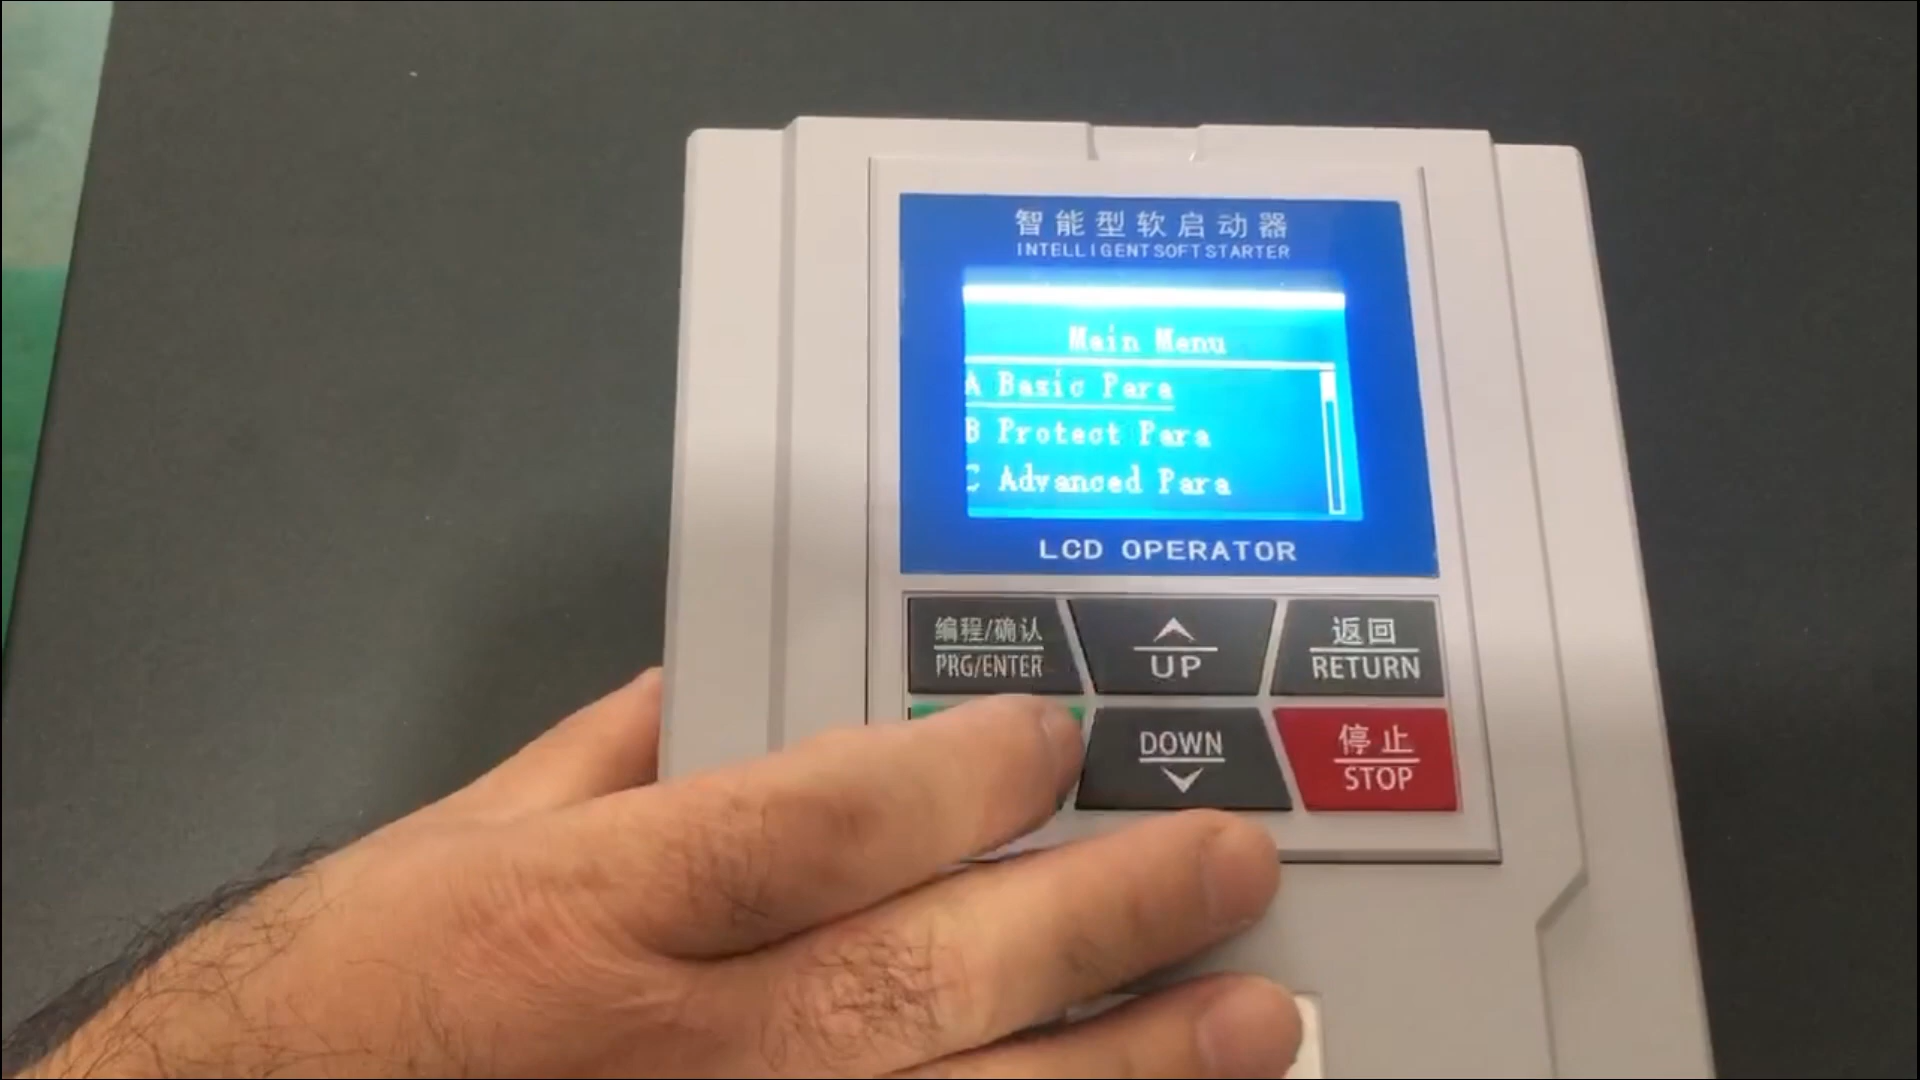 智能型软启动器
INTELLIGENT SOFT STARTER
Main Menu
A Basic Para
B Protect Para
C Advanced Para
LCD OPERATOR
编程/确认
PRG/ENTER
UP
返回
RETURN
DOWN
停止
STOP